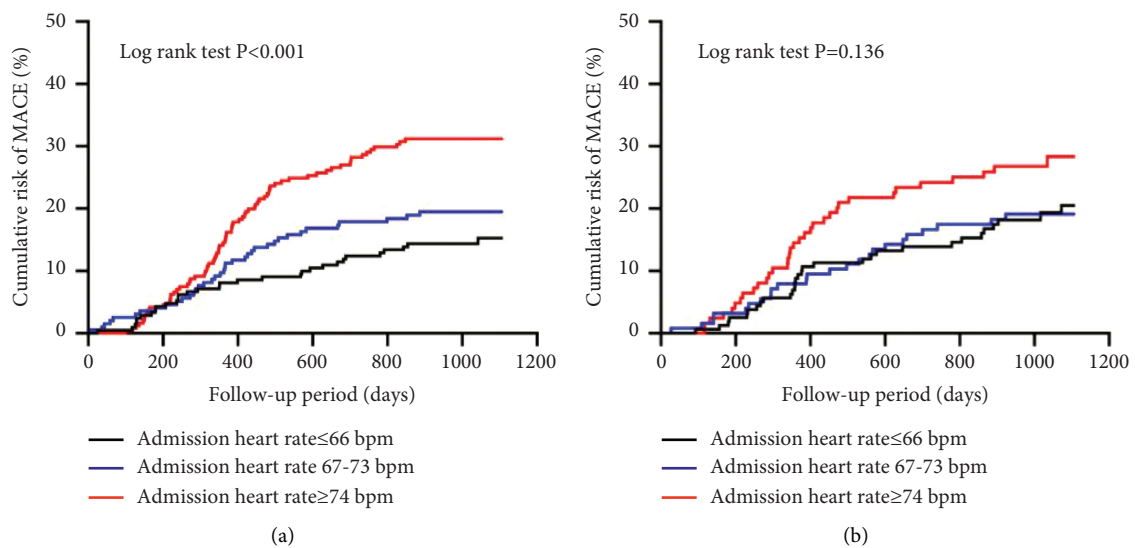 50
40
30
20
10
0
Cumulative risk of MACE (%)
Log rank test P<0.001
0 200 400 600 800 1000 1200
Follow-up period (days)
Admission heart rate≤66 bpm
Admission heart rate 67-73 bpm
Admission heart rate≥74 bpm
(a)
50
40
30
20
10
0
Cumulative risk of MACE (%)
Log rank test P=0.136
0 200 400 600 800 1000 1200
Follow-up period (days)
Admission heart rate≤66 bpm
Admission heart rate 67-73 bpm
Admission heart rate≥74 bpm
(b)